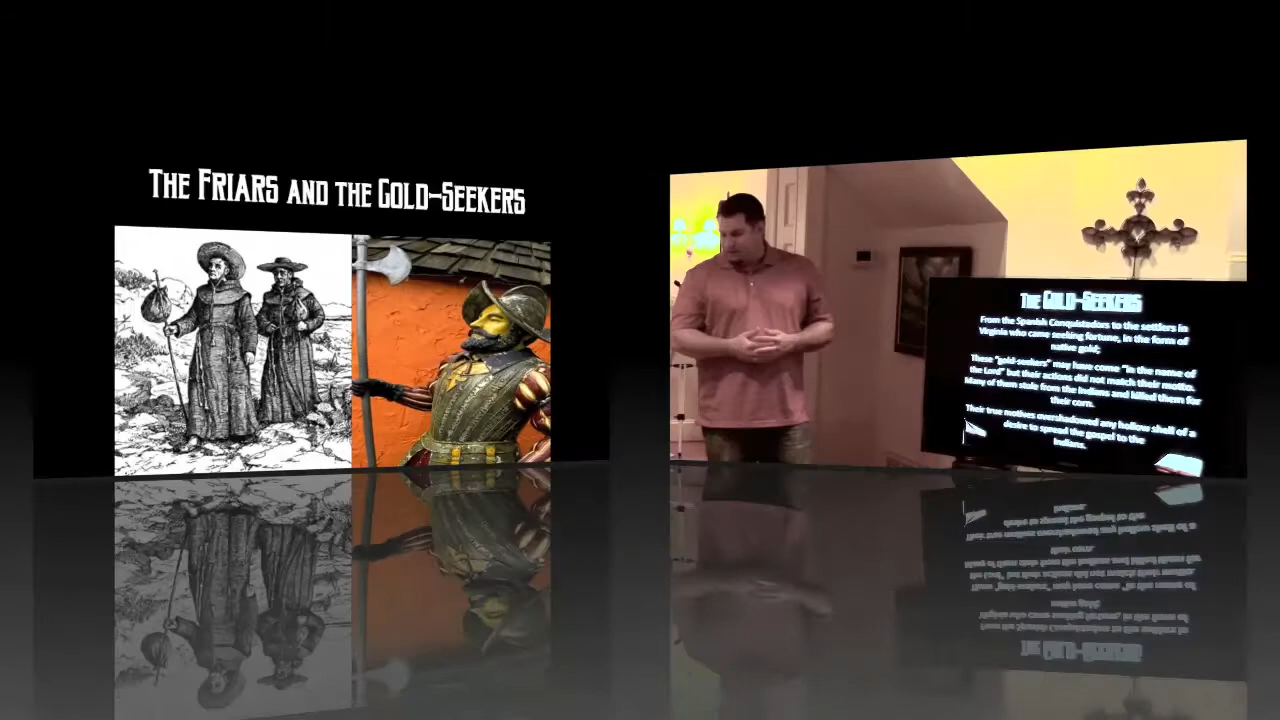 The Friars and the Gold-Seekers
The Gold-Seekers
From the Spanish Conquistadors to the settlers in
Virginia who came seeking fortune, in the form of
native gold;
These "gold-seekers" may have come "in the name of
the Lord" but their actions did not match their motto.
Many of them stole from the Indians and killed them for
their corn.
Their true motives overshadowed any hollow shell of a
desire to spread the gospel to the
Indians.